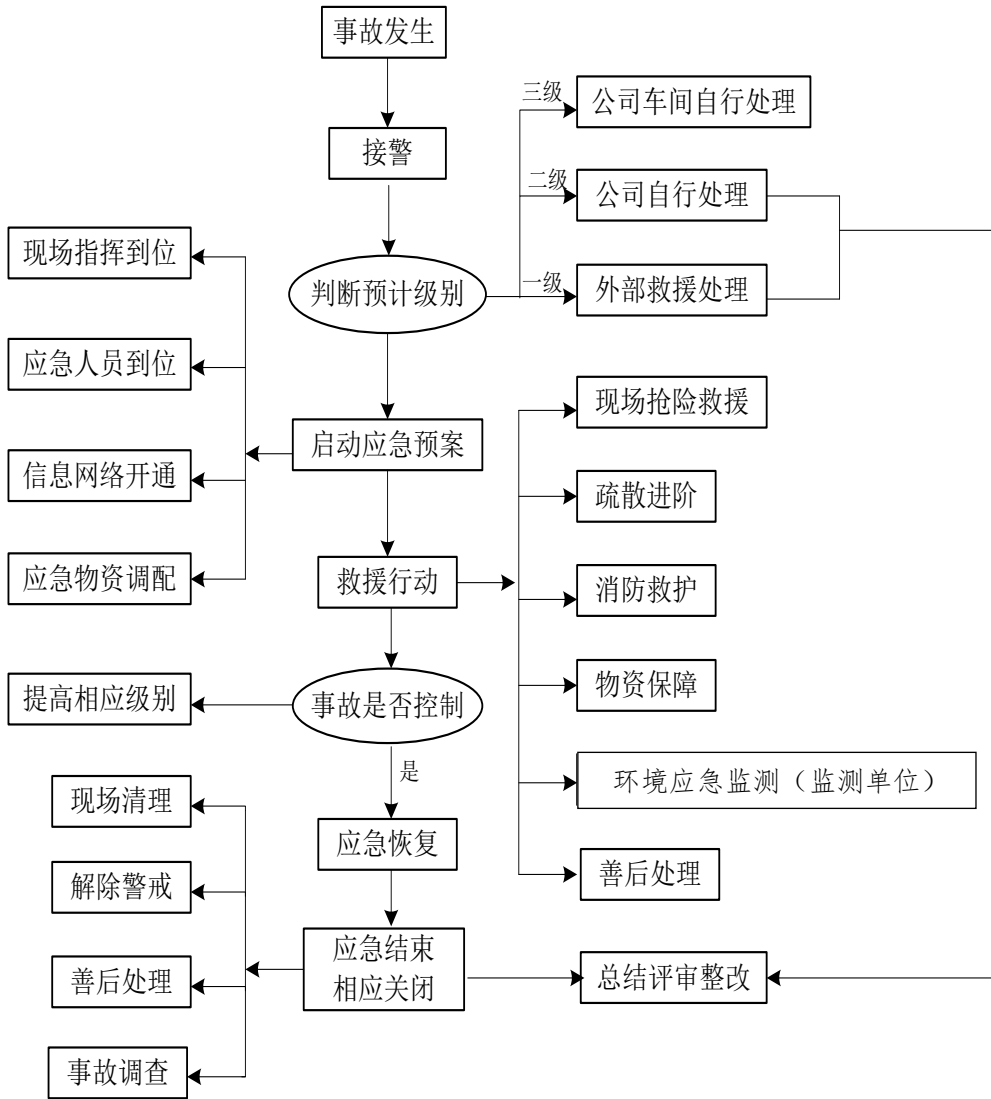 事故发生
三级
公司车间自行处理
接警
二级
公司自行处理
现场指挥到位
判断预计级别
一级
外部救援处理
应急人员到位
现场抢险救援
启动应急预案
信息网络开通
疏散进阶
应急物资调配
救援行动
消防救护
物资保障
提高相应级别
事故是否控制
是
环境应急监测（监测单位）
现场清理
应急恢复
善后处理
解除警戒
应急结束
相应关闭
善后处理
总结评审整改
事故调查